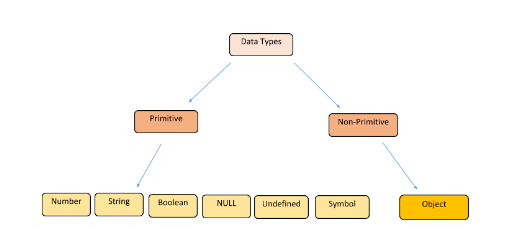 Data Types
Primitive
Non-Primitive
Number
String
Boolean
NULL
Undefined
Symbol
Object